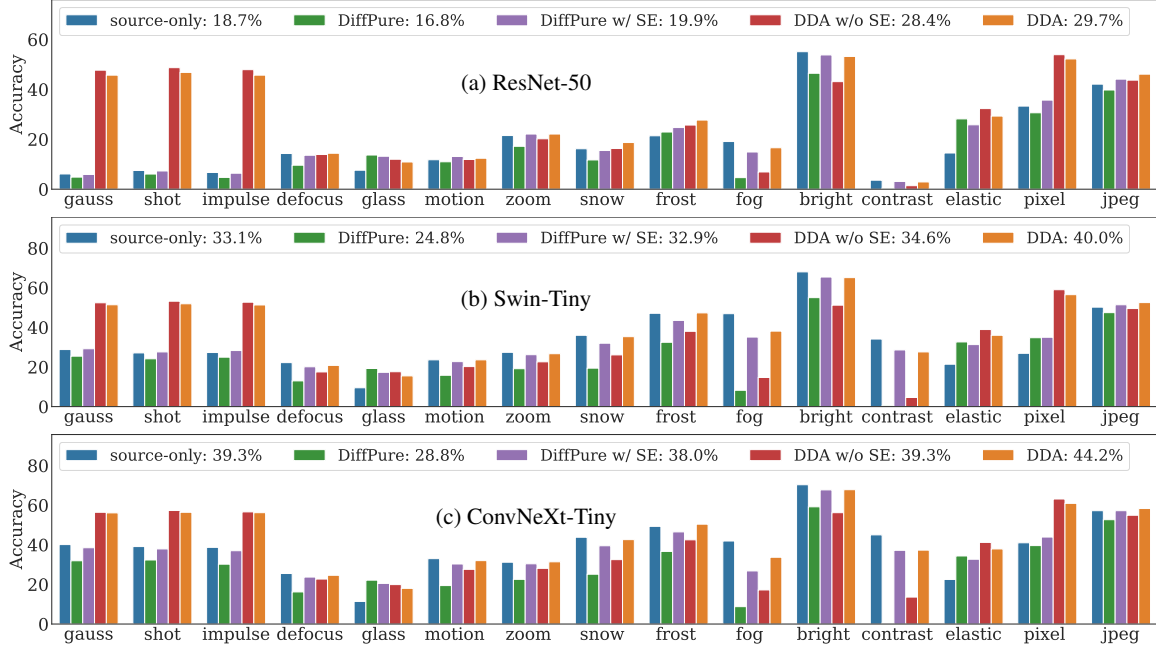 source-only: 18.7% DiffPure: 16.8% DiffPure w/ SE: 19.9% DDA w/o SE: 28.4% DDA: 29.7%
60
40
20
0
Accuracy
(a) ResNet-50
gauss shot impulse defocus glass motion zoom snow frost fog bright contrast elastic pixel jpeg
source-only: 33.1% DiffPure: 24.8% DiffPure w/ SE: 32.9% DDA w/o SE: 34.6% DDA: 40.0%
80
60
40
20
0
Accuracy
(b) Swin-Tiny
gauss shot impulse defocus glass motion zoom snow frost fog bright contrast elastic pixel jpeg
source-only: 39.3% DiffPure: 28.8% DiffPure w/ SE: 38.0% DDA w/o SE: 39.3% DDA: 44.2%
80
60
40
20
0
Accuracy
(c) ConvNeXt-Tiny
gauss shot impulse defocus glass motion zoom snow frost fog bright contrast elastic pixel jpeg